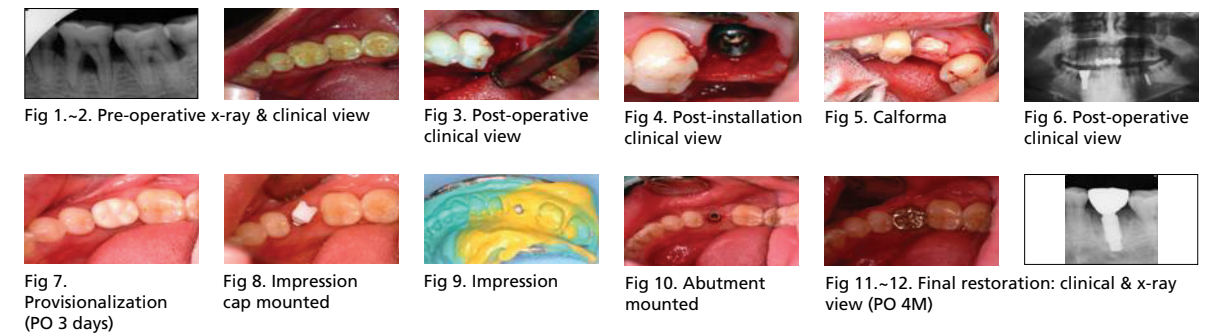 Fig 1.~2. Pre-operative x-ray & clinical view
Fig 3. Post-operative
clinical view
Fig 4. Post-installation
clinical view
Fig 5. Calforma
Fig 6. Post-operative
clinical view
Fig 7.
Provisionalization
(PO 3 days)
Fig 8. Impression
cap mounted
Fig 9. Impression
Fig 10. Abutment
mounted
Fig 11.~12. Final restoration: clinical & x-ray
view (PO 4M)